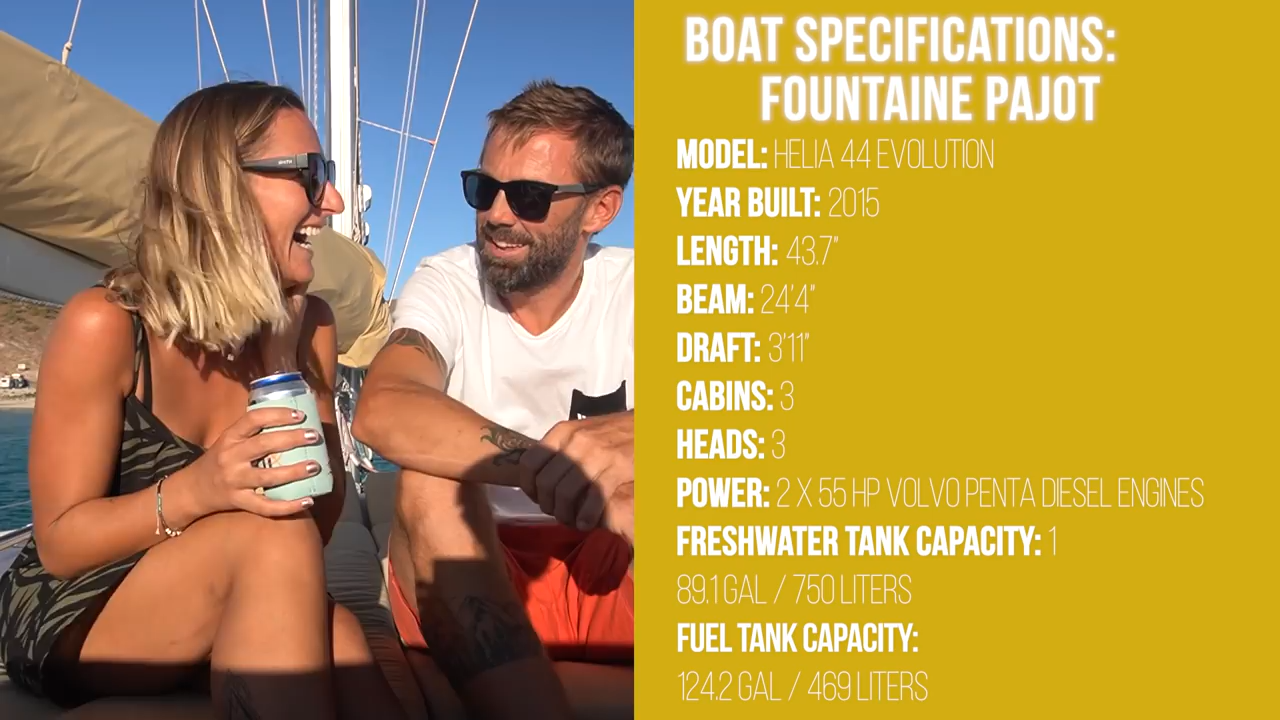 BOAT SPECIFICATIONS:
FOUNTAINE PAJOT
MODEL: HELIA 44 EVOLUTION
YEAR BUILT: 2015
LENGTH: 43.7"
BEAM: 24'4"
DRAFT: 3'11"
CABINS: 3
HEADS: 3
POWER: 2 X 55 HP VOLVO PENTA DIESEL ENGINES
FRESHWATER TANK CAPACITY: 1
89.1 GAL / 750 LITERS
FUEL TANK CAPACITY:
124.2 GAL / 469 LITERS